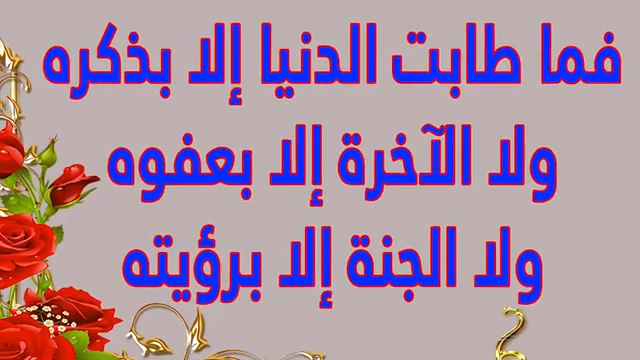 فما طابت الدنيا إلا بذكره
ولا الآخرة إلا بعفوه
ولا الجنة إلا برؤيته